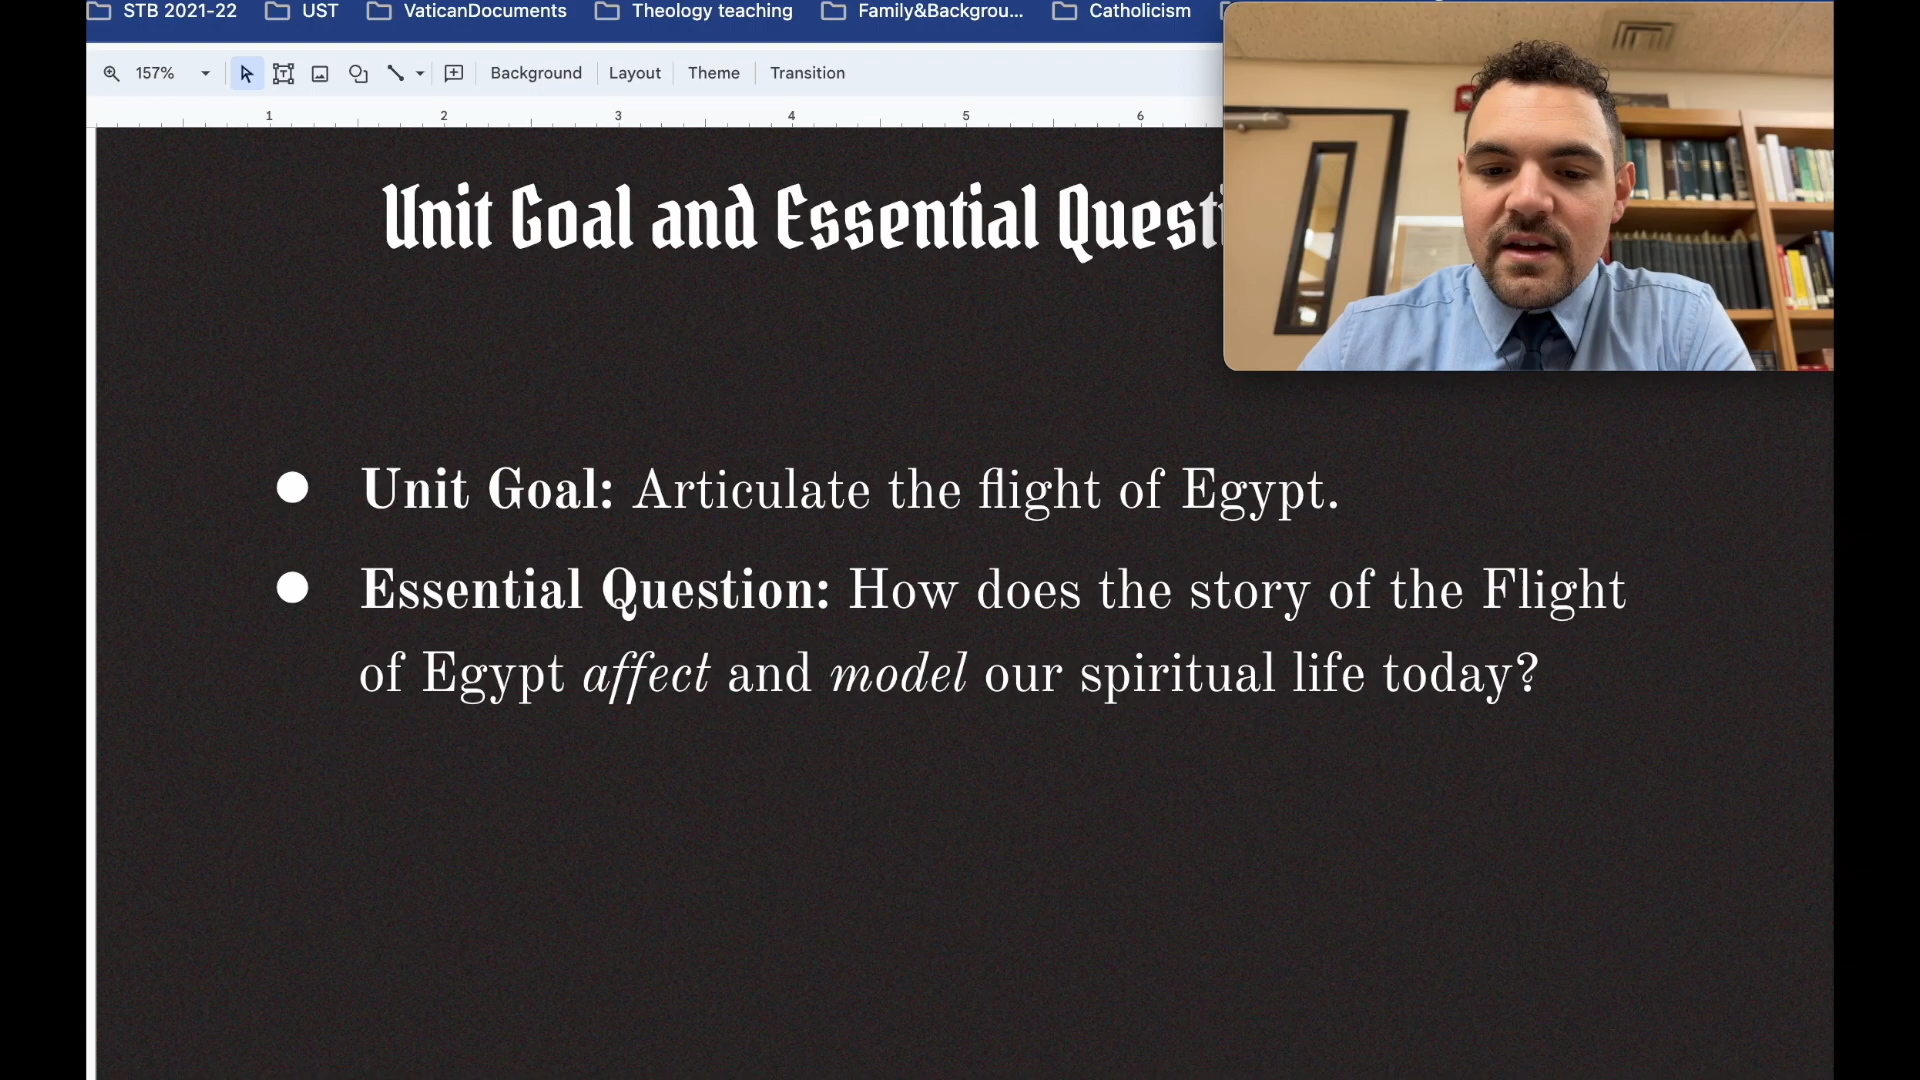 STB 2021-22 UST VaticanDocuments Theology teaching Family&Backgrou... Catholicism
157% Background Layout Theme Transition
1 2 3 4 5 6
Unit Goal and Essential
● Unit Goal: Articulate the flight of Egypt.
● Essential Question: How does the story of the Flight
of Egypt affect and model our spiritual life today?